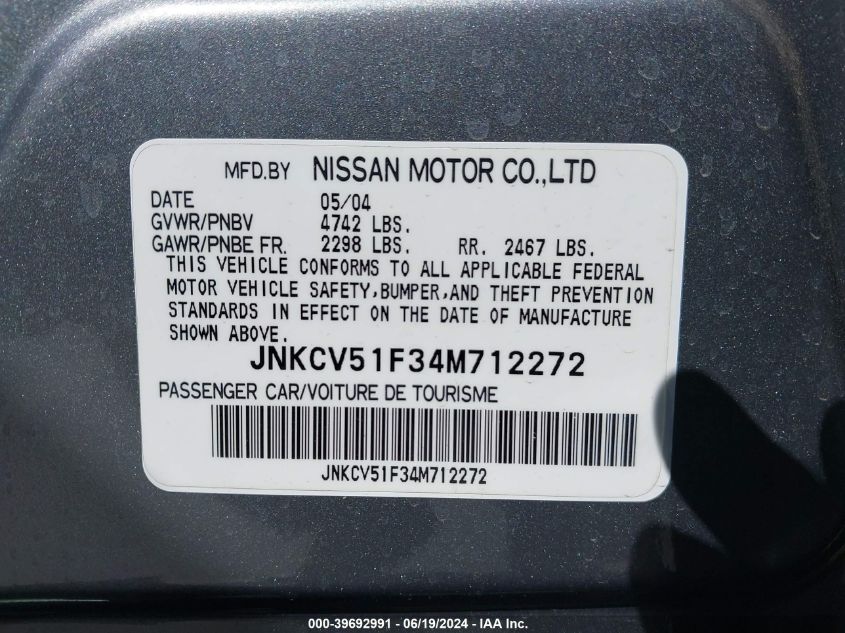 MFD.BY NISSAN MOTOR CO.,LTD
DATE 05/04
GVWR/PNBV 4742 LBS.
GAWR/PNBE FR. 2298 LBS. RR. 2467 LBS.
THIS VEHICLE CONFORMS TO ALL APPLICABLE FEDERAL
MOTOR VEHICLE SAFETY,BUMPER,AND THEFT PREVENTION
STANDARDS IN EFFECT ON THE DATE OF MANUFACTURE
SHOWN ABOVE.
JNKCV51F34M712272
PASSENGER CAR/VOITURE DE TOURISME
JNKCV51F34M712272
000-39692991 / 06/19/2024 - IAA Inc.